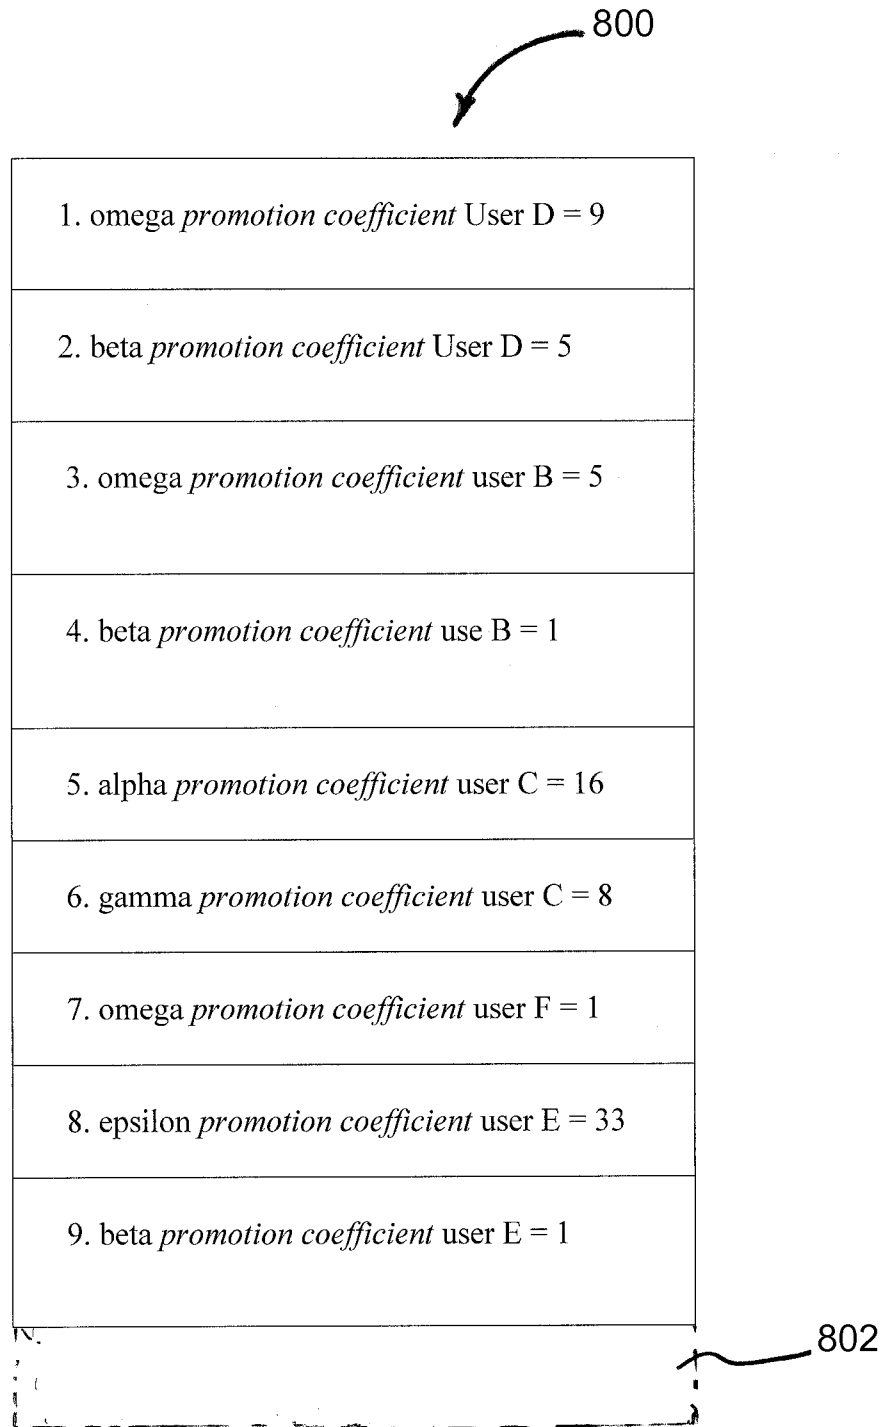 800
1. omega promotion coefficient User D = 9
2. beta promotion coefficient User D = 5
3. omega promotion coefficient user B = 5
4. beta promotion coefficient use B = 1
5. alpha promotion coefficient user C = 16
6. gamma promotion coefficient user C = 8
7. omega promotion coefficient user F = 1
8. epsilon promotion coefficient user E = 33
9. beta promotion coefficient user E = 1
N.
802